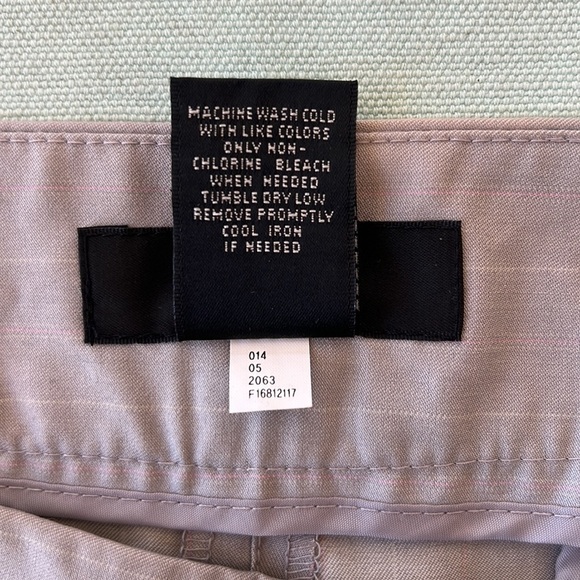 MACHINE WASH COLD
WITH LIKE COLORS
ONLY NON-
CHLORINE BLEACH
WHEN NEEDED
TUMBLE DRY LOW
REMOVE PROMPTLY
COOL IRON
IF NEEDED
014
05
2063
F16812117